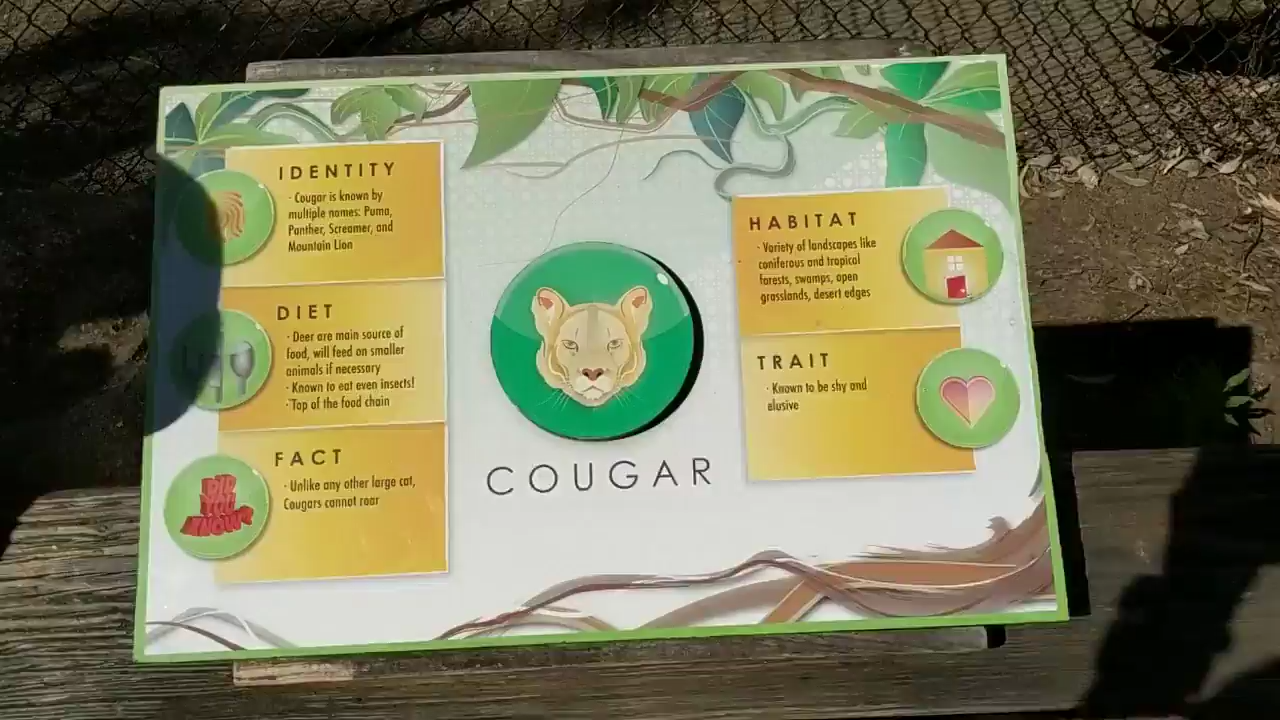 IDENTITY
· Cougar is known by
multiple names: Puma,
Panther, Screamer, and
Mountain Lion
DIET
· Deer are main source of
food, will feed on smaller
animals if necessary
· Known to eat even insects!
· Top of the food chain
FACT
· Unlike any other large cat,
Cougars cannot roar
DID
YOU
KNOW?
COUGAR
HABITAT
· Variety of landscapes like
coniferous and tropical
forests, swamps, open
grasslands, desert edges
TRAIT
· Known to be shy and
elusive